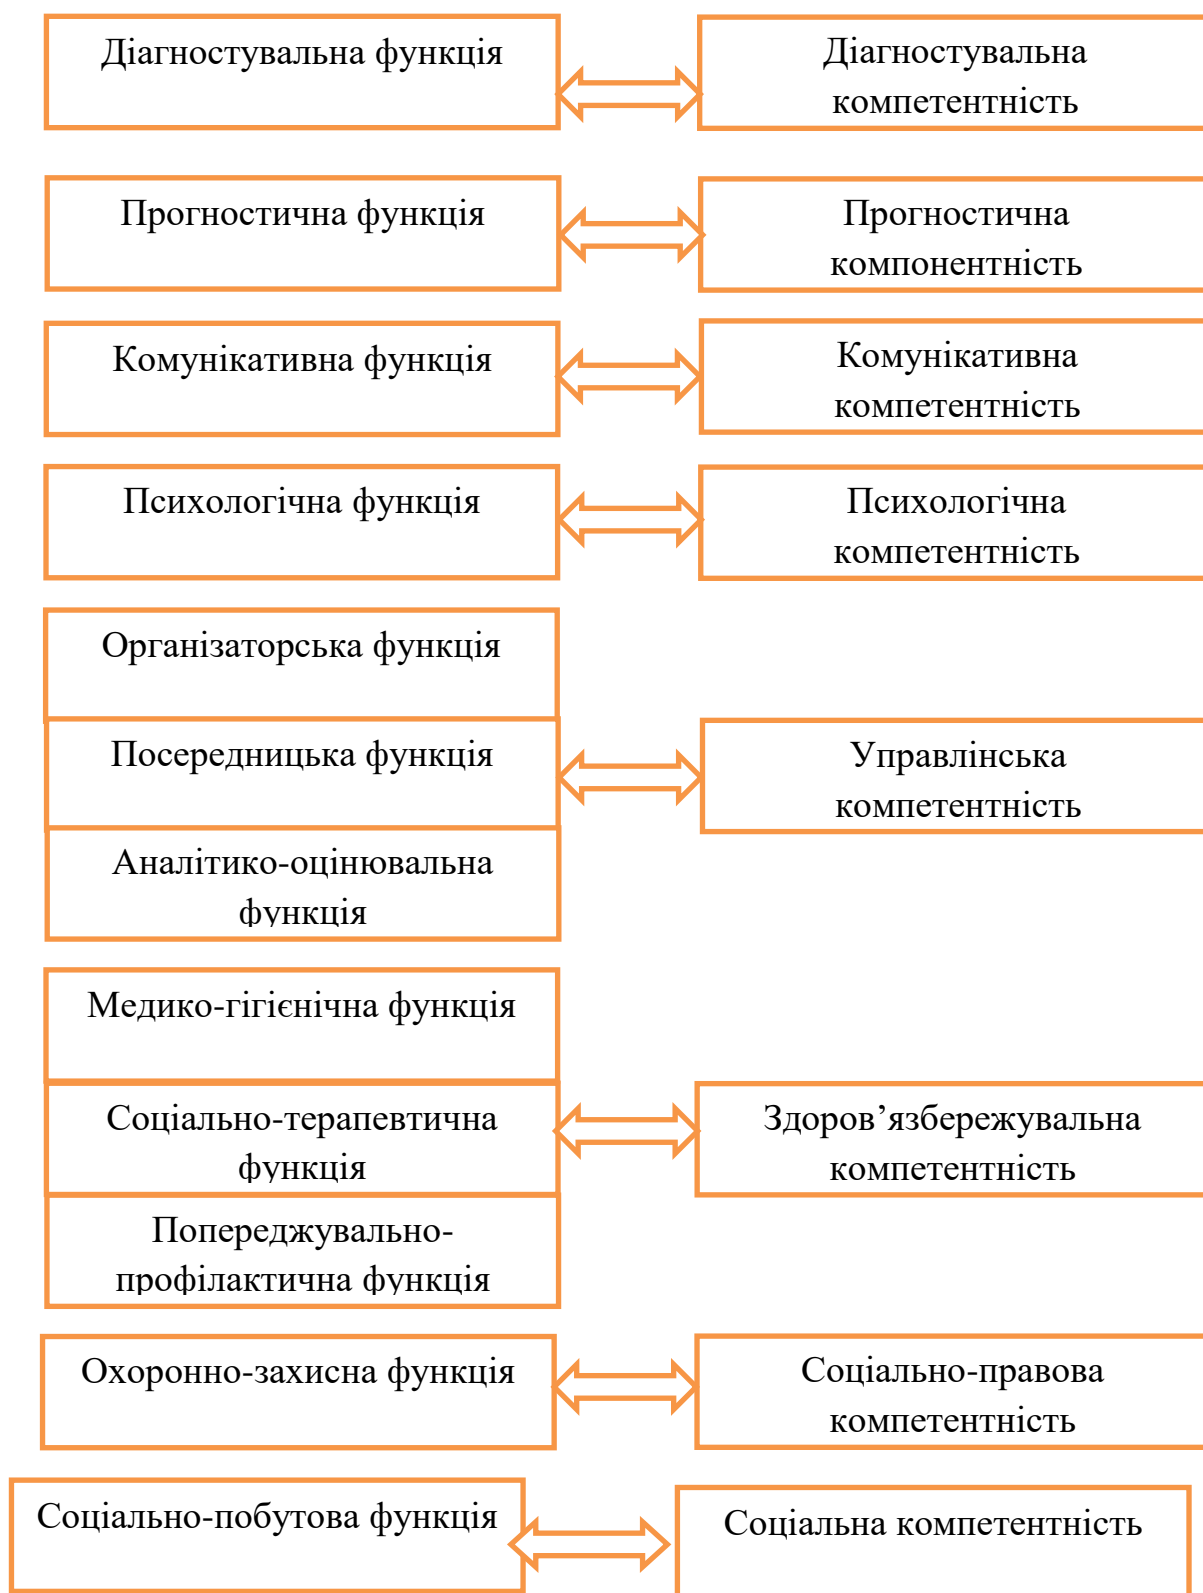 Діагностувальна функція
Діагностувальна
компетентність
Прогностична функція
Прогностична
компонентність
Комунікативна функція
Комунікативна
компетентність
Психологічна функція
Психологічна
компетентність
Організаторська функція
Посередницька функція
Аналітико-оцінювальна
функція
Управлінська
компетентність
Медико-гігієнічна функція
Соціально-терапевтична
функція
Попереджувально-
профілактична функція
Здоров’язбережувальна
компетентність
Охоронно-захисна функція
Соціально-правова
компетентність
Соціально-побутова функція
Соціальна компетентність